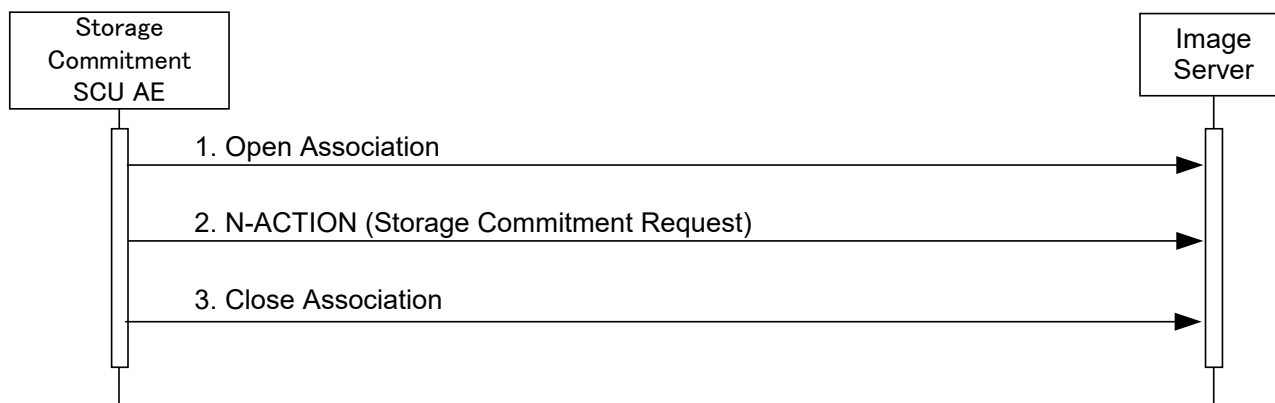 Storage
Commitment
SCU AE
Image
Server
1. Open Association
2. N-ACTION (Storage Commitment Request)
3. Close Association